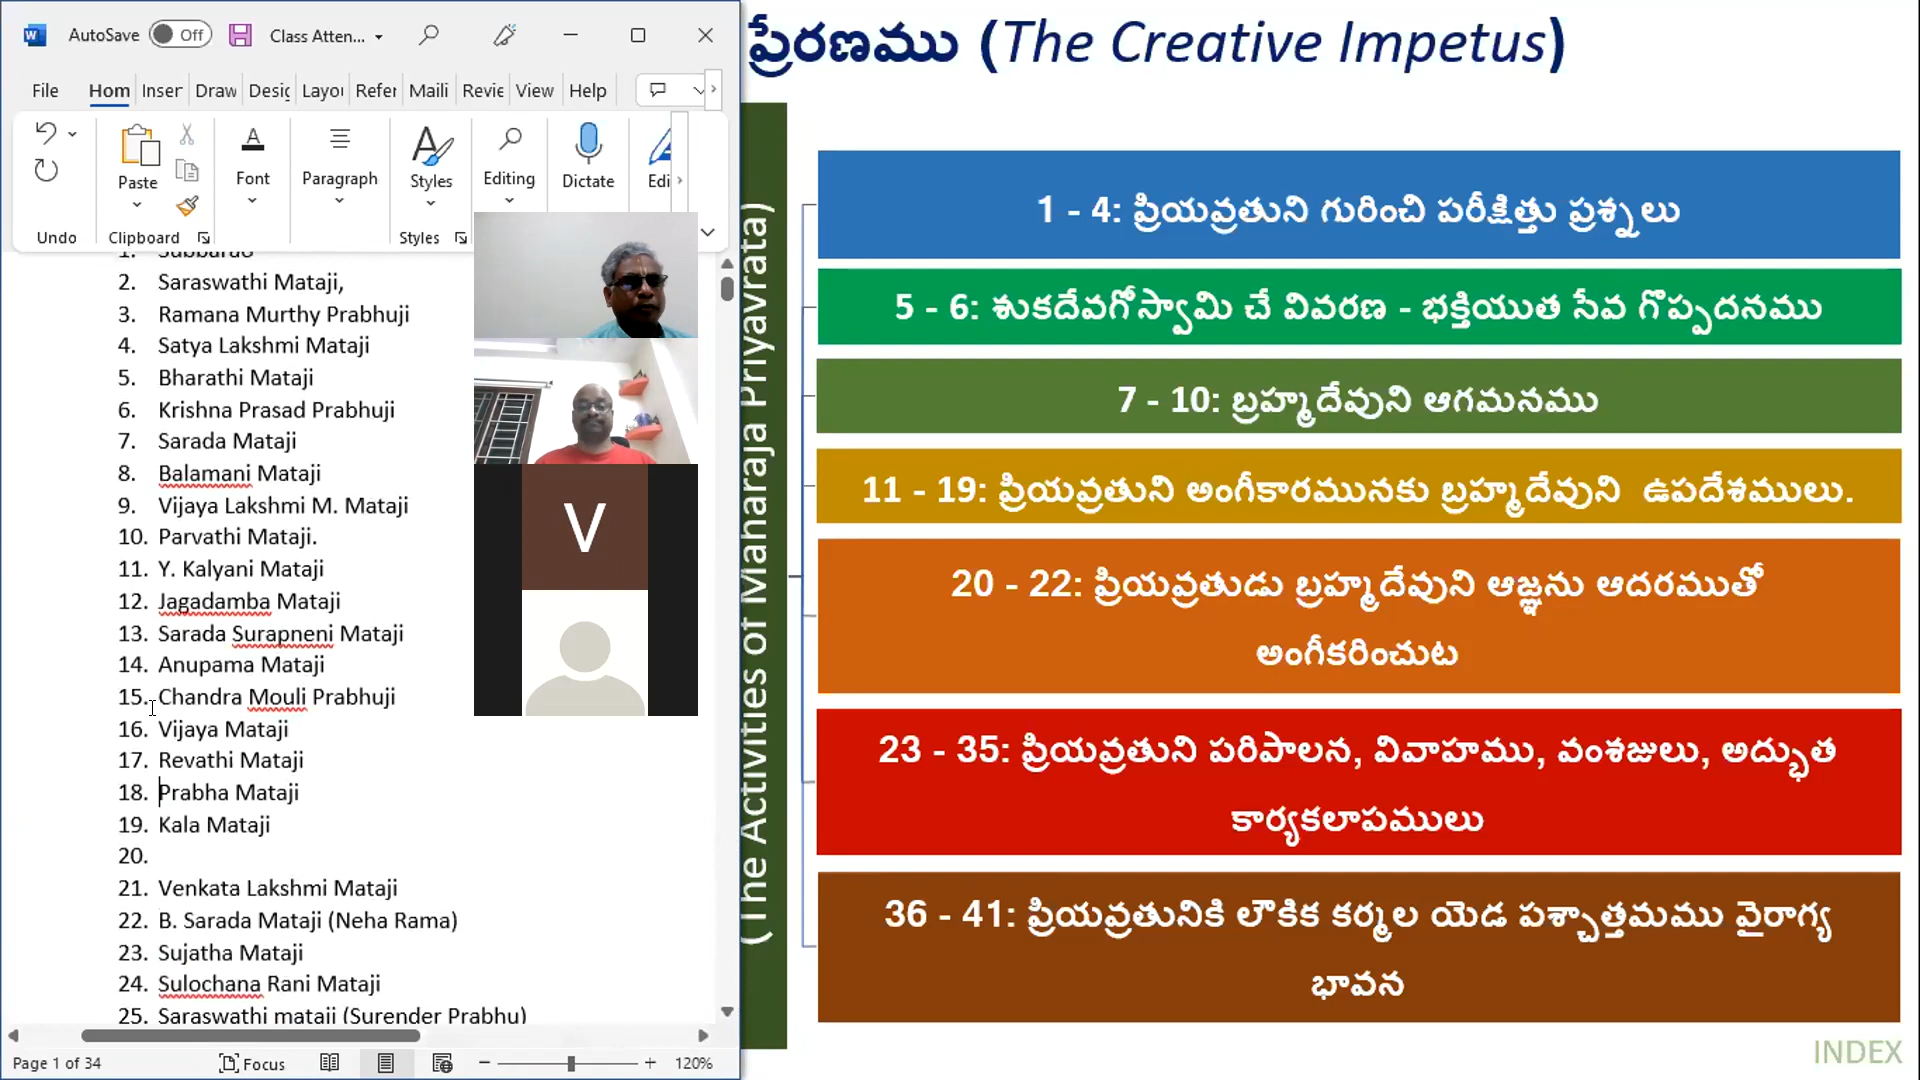 AutoSave Off Class Atten...
File Hom Inser Draw Desig Layou Refer Maili Revie View Help
Paste Font Paragraph Styles Editing Dictate Edi
Undo Clipboard Styles
1. Subbarao
2. Saraswathi Mataji,
3. Ramana Murthy Prabhuji
4. Satya Lakshmi Mataji
5. Bharathi Mataji
6. Krishna Prasad Prabhuji
7. Sarada Mataji
8. Balamani Mataji
9. Vijaya Lakshmi M. Mataji
10. Parvathi Mataji.
11. Y. Kalyani Mataji
12. Jagadamba Mataji
13. Sarada Surapneni Mataji
14. Anupama Mataji
15. Chandra Mouli Prabhuji
16. Vijaya Mataji
17. Revathi Mataji
18. Prabha Mataji
19. Kala Mataji
20.
21. Venkata Lakshmi Mataji
22. B. Sarada Mataji (Neha Rama)
23. Sujatha Mataji
24. Sulochana Rani Mataji
25. Saraswathi mataji (Surender Prabhu)
Page 1 of 34 Focus 120%
V
ప్రేరణము (The Creative Impetus)
(The Activities of Maharaja Priyavrata)
1 - 4: ప్రియవ్రతుని గురించి పరీక్షిత్తు ప్రశ్నలు
5 - 6: శుకదేవగోస్వామి చే వివరణ - భక్తియుత సేవ గొప్పదనము
7 - 10: బ్రహ్మదేవుని ఆగమనము
11 - 19: ప్రియవ్రతుని అంగీకారమునకు బ్రహ్మదేవుని ఉపదేశములు.
20 - 22: ప్రియవ్రతుడు బ్రహ్మదేవుని ఆజ్ఞను ఆదరముతో
అంగీకరించుట
23 - 35: ప్రియవ్రతుని పరిపాలన, వివాహము, వంశజులు, అద్భుత
కార్యకలాపములు
36 - 41: ప్రియవ్రతునికి లౌకిక కర్మల యెడ పశ్చాత్తమము వైరాగ్య
భావన
INDEX